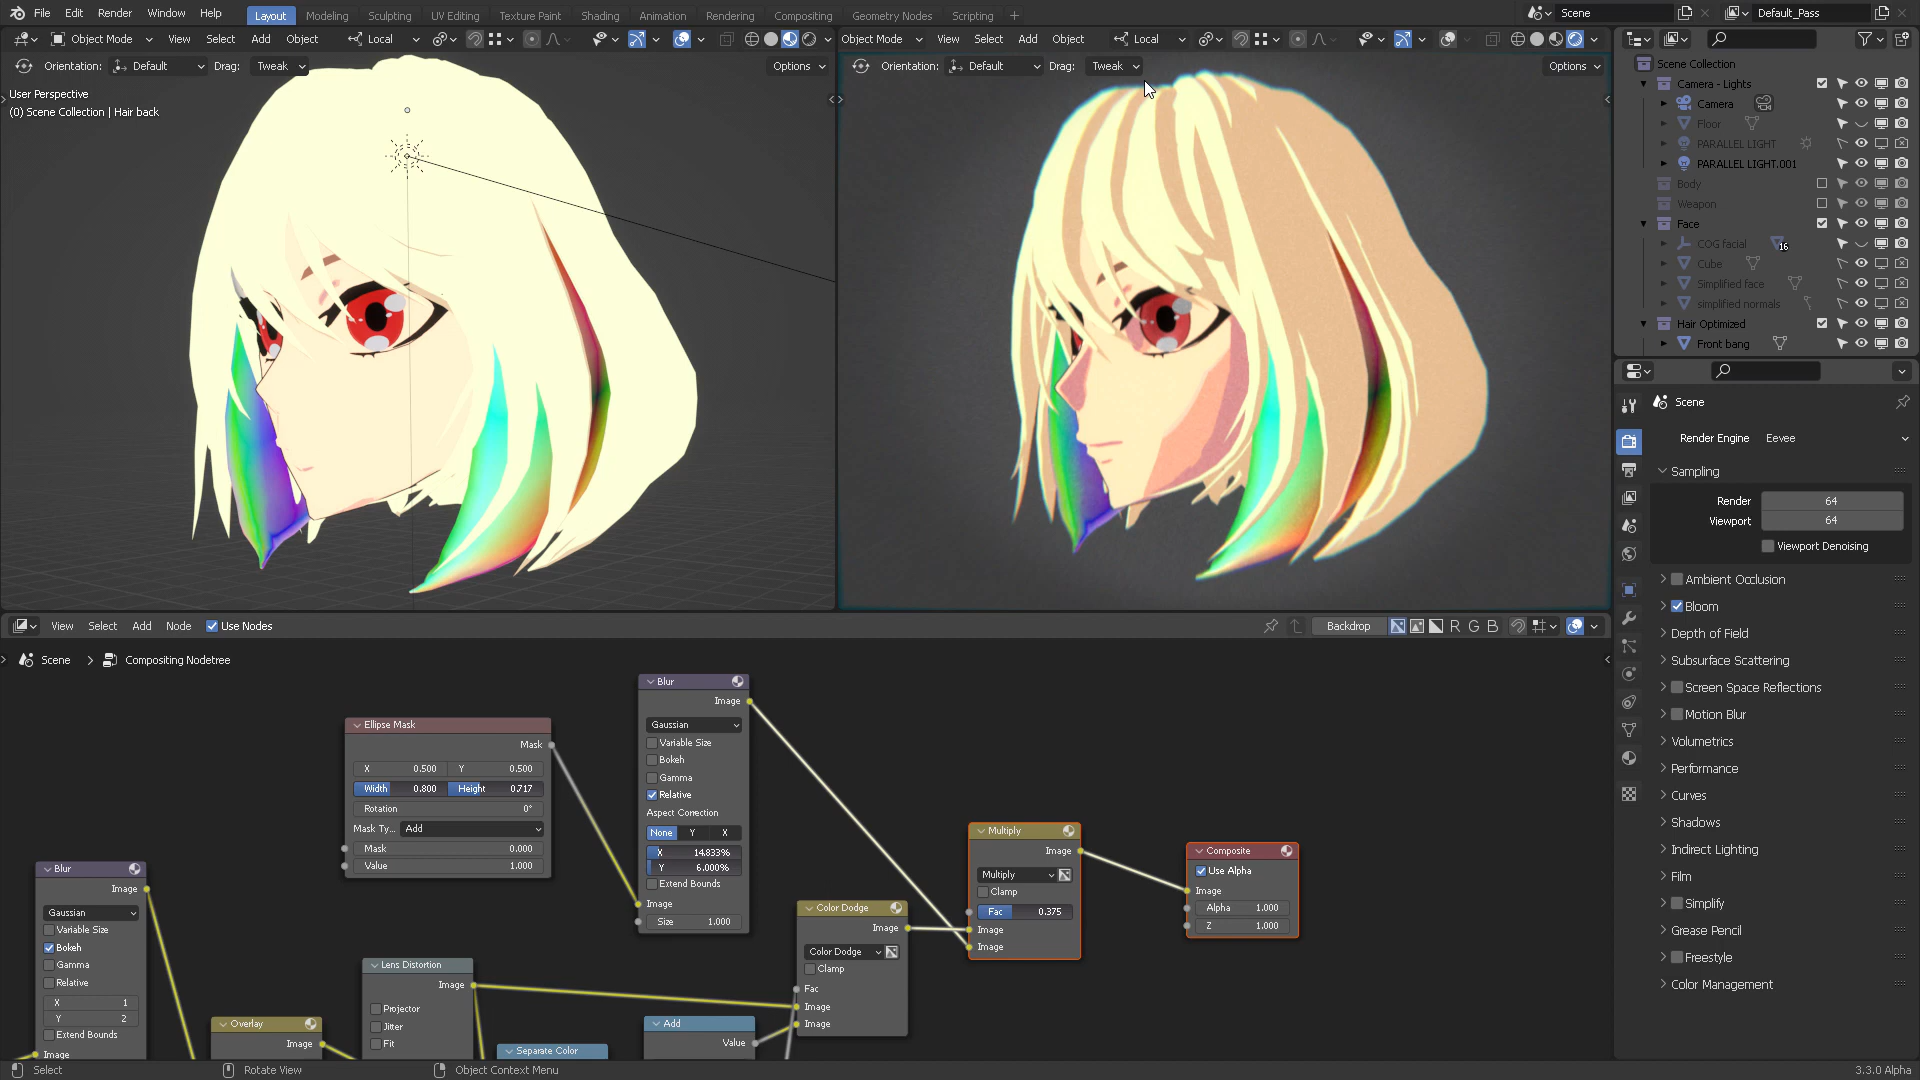 File Edit Render Window Help
Layout Modeling Sculpting UV Editing Texture Paint Shading Animation Rendering Compositing Geometry Nodes Scripting
Scene
Default_Pass
Object Mode View Select Add Object Local
Object Mode View Select Add Object Local
Orientation: Default Drag: Tweak Options
Orientation: Default Drag: Tweak Options
User Perspective
(0) Scene Collection | Hair back
Scene Collection
Camera - Lights
Camera
Floor
PARALLEL LIGHT
PARALLEL LIGHT.001
Body
Weapon
Face
COG facial 16
Cube
Simplified face
simplified normals
Hair Optimized
Front bang
Scene
Render Engine Eevee
Sampling
Render 64
Viewport 64
Viewport Denoising
Ambient Occlusion
Bloom
Depth of Field
Subsurface Scattering
Screen Space Reflections
Motion Blur
Volumetrics
Performance
Curves
Shadows
Indirect Lighting
Film
Simplify
Grease Pencil
Freestyle
Color Management
View Select Add Node Use Nodes
Backdrop R G B
Scene > Compositing Nodetree
Blur
Image
Gaussian
Variable Size
Bokeh
Gamma
Relative
Aspect Correction
None Y X
X 14.833%
Y 6.000%
Extend Bounds
Image
Size 1.000
Ellipse Mask
Mask
X 0.500 Y 0.500
Width 0.800 Height 0.717
Rotation 0°
Mask Ty... Add
Mask 0.000
Value 1.000
Multiply
Image
Multiply
Clamp
Fac 0.375
Image
Image
Composite
Use Alpha
Image
Alpha 1.000
Z 1.000
Blur
Image
Gaussian
Variable Size
Bokeh
Gamma
Relative
X 1
Y 2
Extend Bounds
Image
Color Dodge
Image
Color Dodge
Clamp
Fac
Image
Image
Lens Distortion
Image
Projector
Jitter
Fit
Overlay
Image
Add
Value
Separate Color
Select Rotate View Object Context Menu
3.3.0 Alpha